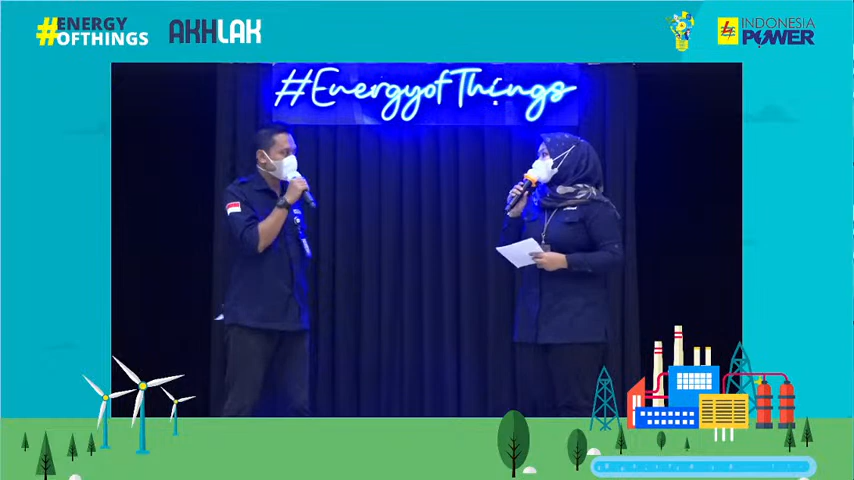 #ENERGY
OFTHINGS
AKHLAK
INDONESIA
POWER
#EnergyofThings